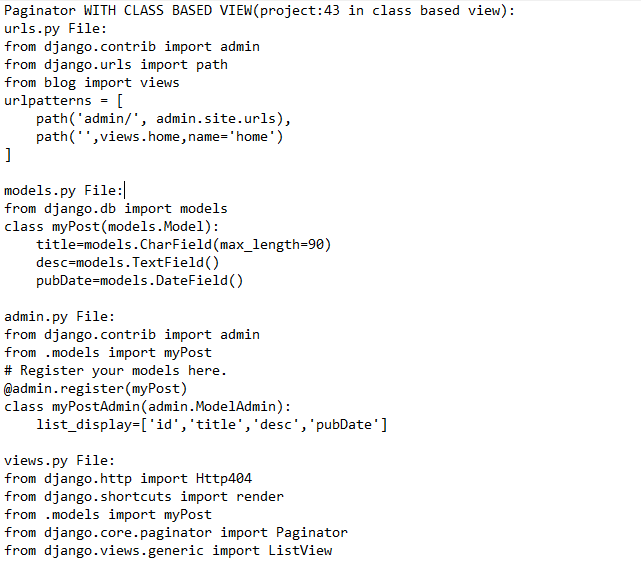 Paginator WITH CLASS BASED VIEW(project:43 in class based view):
urls.py File:
from django.contrib import admin
from django.urls import path
from blog import views
urlpatterns = [
    path('admin/', admin.site.urls),
    path('',views.home,name='home')
]

models.py File:
from django.db import models
class myPost(models.Model):
    title=models.CharField(max_length=90)
    desc=models.TextField()
    pubDate=models.DateField()

admin.py File:
from django.contrib import admin
from .models import myPost
# Register your models here.
@admin.register(myPost)
class myPostAdmin(admin.ModelAdmin):
    list_display=['id','title','desc','pubDate']

views.py File:
from django.http import Http404
from django.shortcuts import render
from .models import myPost
from django.core.paginator import Paginator
from django.views.generic import ListView